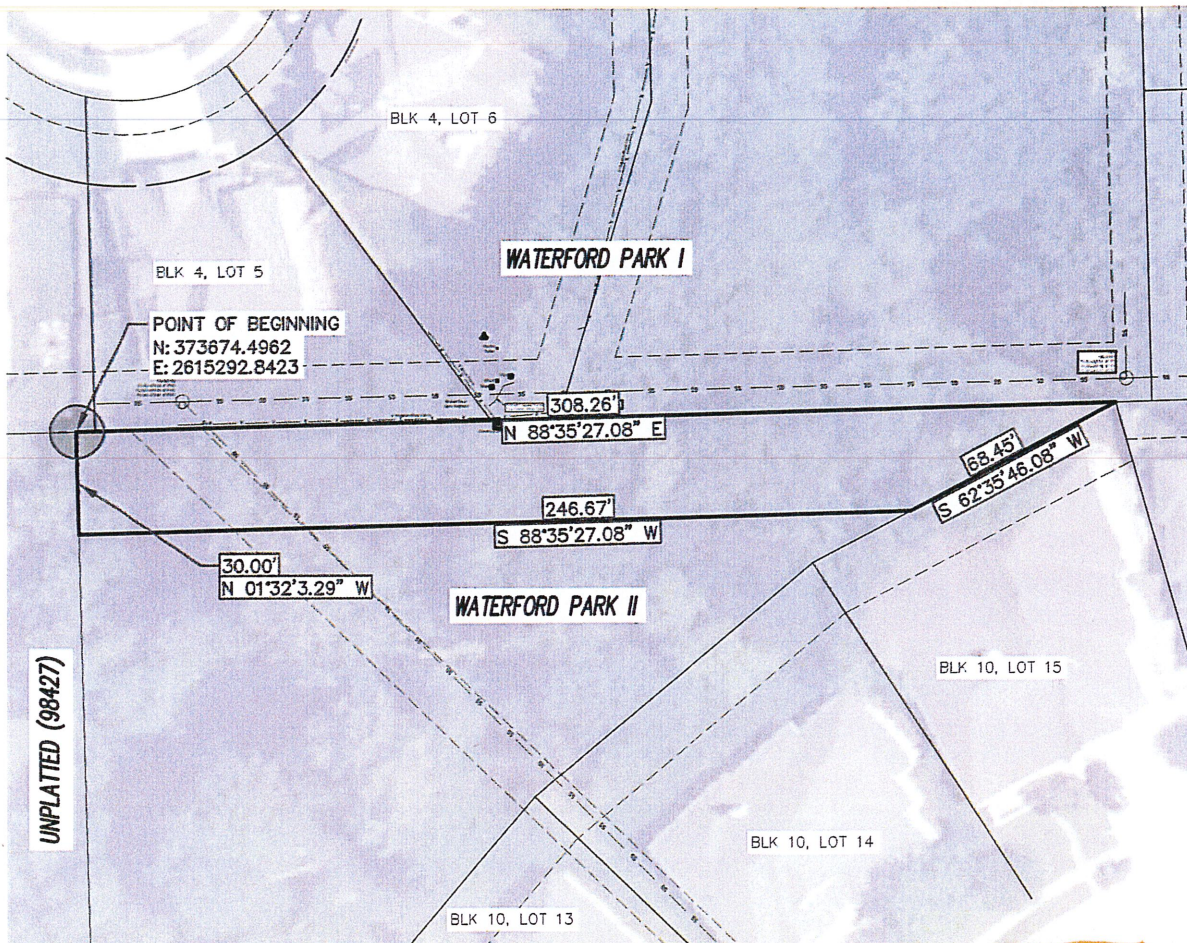 BLK 4, LOT 6
WATERFORD PARK I
BLK 4, LOT 5
POINT OF BEGINNING
N: 373674.4962
E: 2615292.8423
308.26'
N 88°35'27.08" E
68.45'
S 62°35'46.08" W
246.67'
S 88°35'27.08" W
30.00'
N 01°32'3.29" W
WATERFORD PARK II
UNPLATTED (98427)
BLK 10, LOT 15
BLK 10, LOT 14
BLK 10, LOT 13